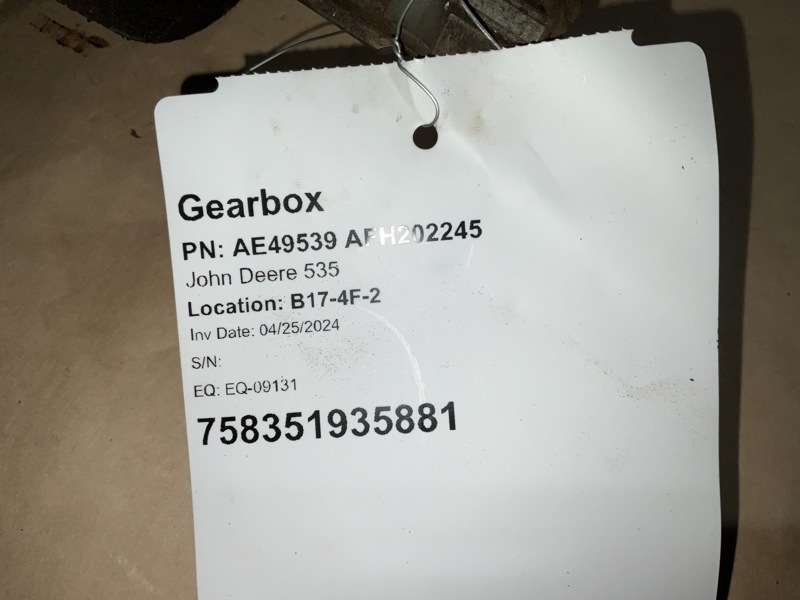 Gearbox
PN: AE49539 AFH202245
John Deere 535
Location: B17-4F-2
Inv Date: 04/25/2024
S/N:
EQ: EQ-09131
758351935881